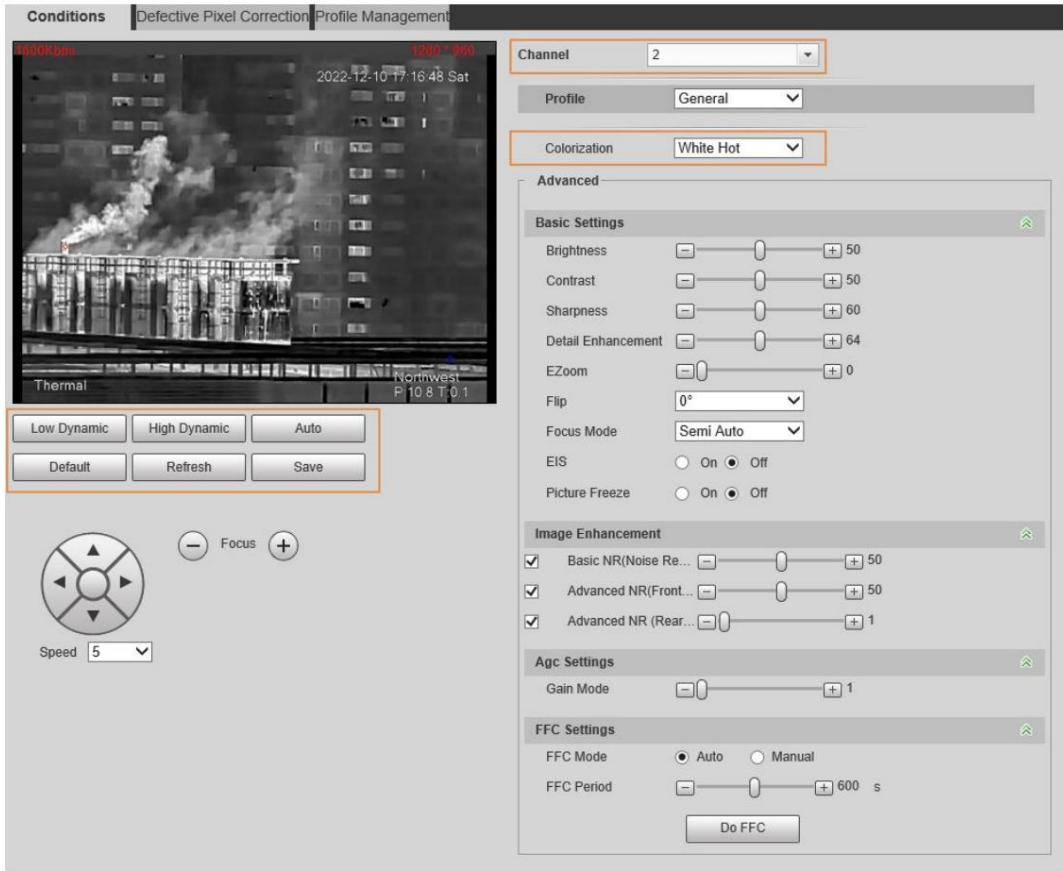 Conditions Defective Pixel Correction Profile Management
1600Kbps 1280*960
2022-12-10 17:16:48 Sat
Thermal
Northwest
P:10.8 T:0.1
Low Dynamic High Dynamic Auto
Default Refresh Save
Focus
Speed 5
Channel 2
Profile General
Colorization White Hot
Advanced
Basic Settings
Brightness 50
Contrast 50
Sharpness 60
Detail Enhancement 64
EZoom 0
Flip 0°
Focus Mode Semi Auto
EIS On Off
Picture Freeze On Off
Image Enhancement
Basic NR(Noise Re... 50
Advanced NR(Front... 50
Advanced NR (Rear... 1
Agc Settings
Gain Mode 1
FFC Settings
FFC Mode Auto Manual
FFC Period 600 s
Do FFC